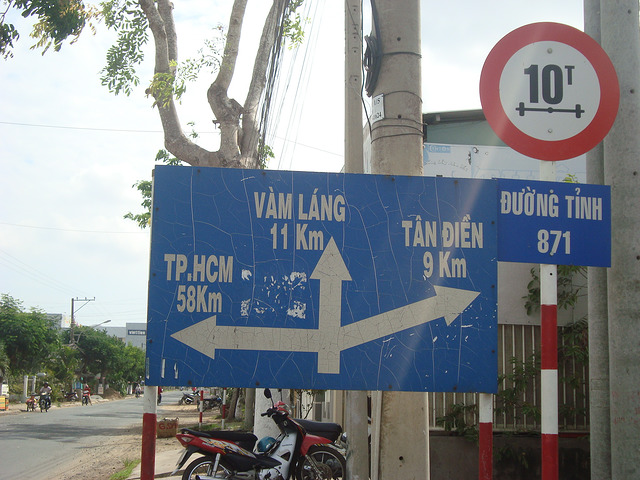 10T
VÀM LÁNG
11 Km
TÂN ĐIỀN
9 Km
TP.HCM
58Km
ĐƯỜNG TỈNH
871